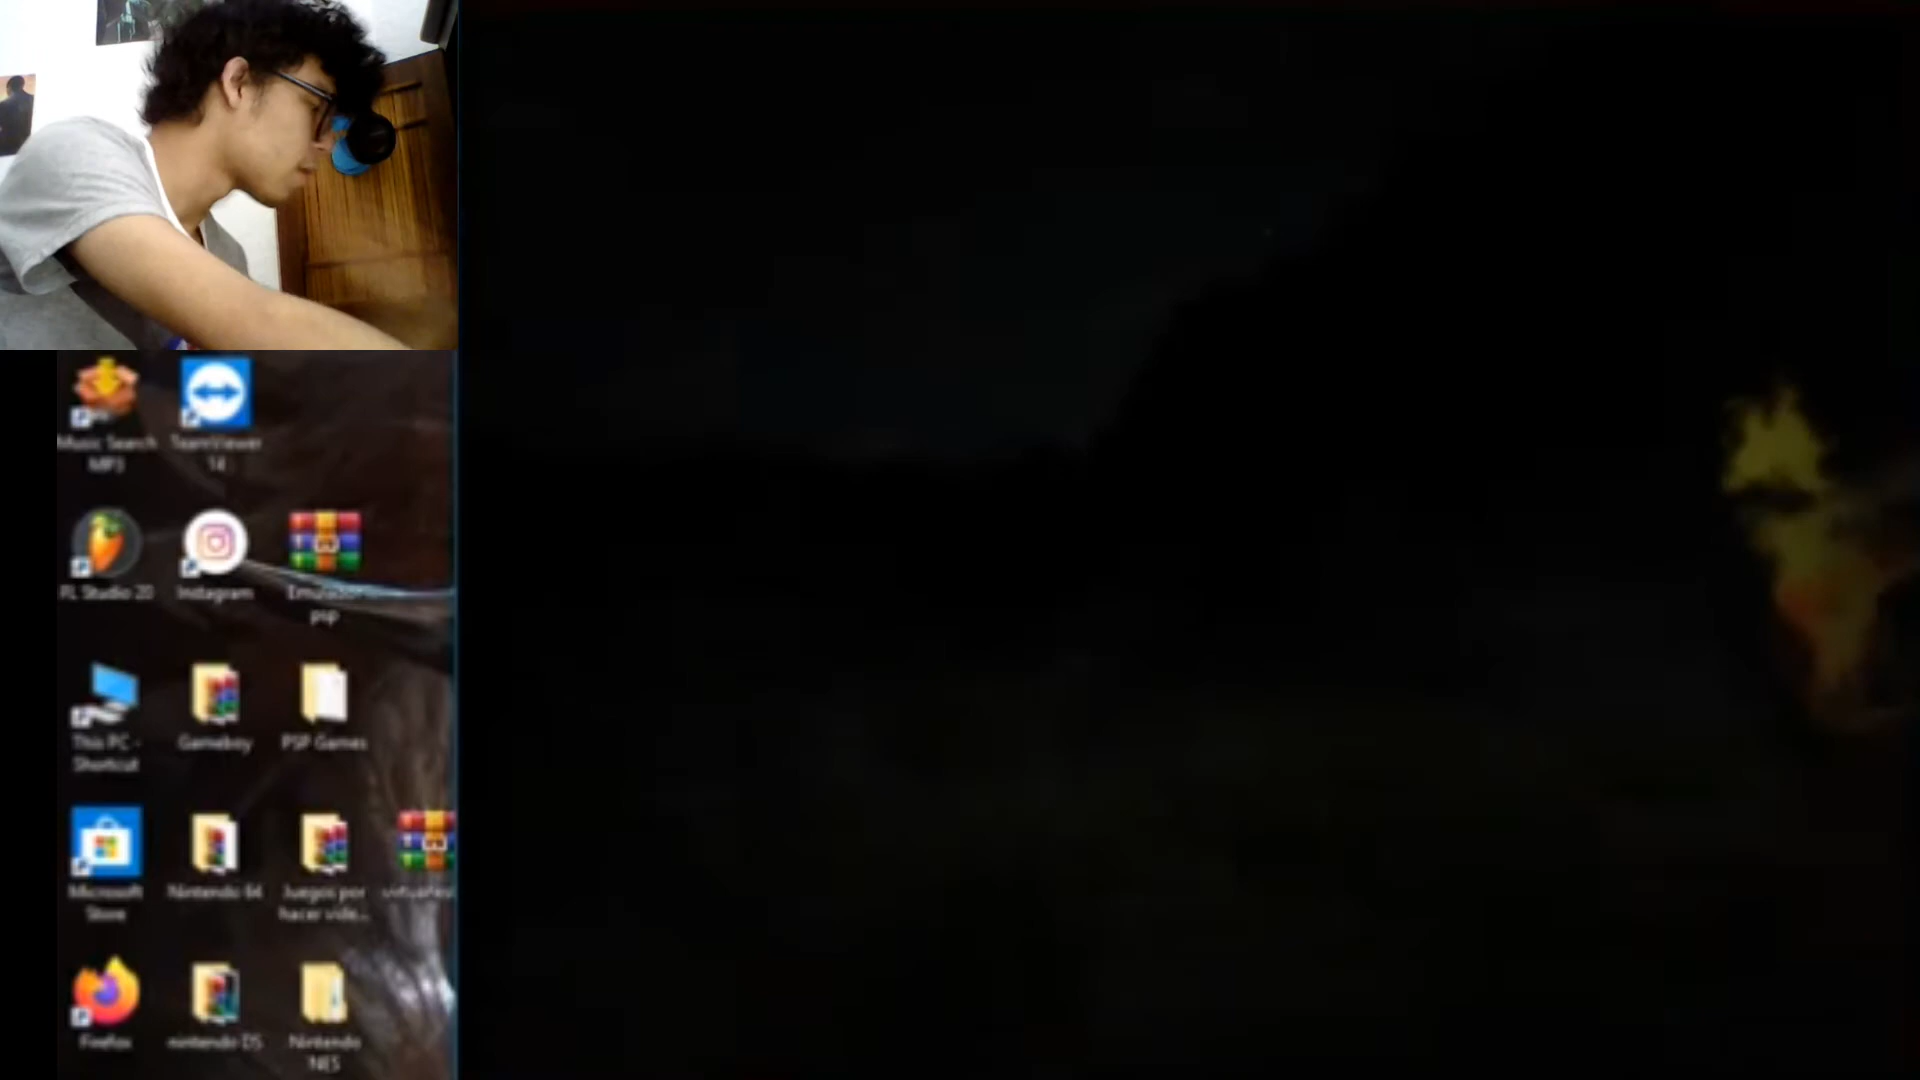 Music Search
MP3
TeamViewer
14
FL Studio 20
Instagram
Emulador
PSP
This PC -
Shortcut
Gameboy
PSP Games
Microsoft
Store
Nintendo 64
Juegos por
hacer vide...
Firefox
nintendo DS
Nintendo
NES